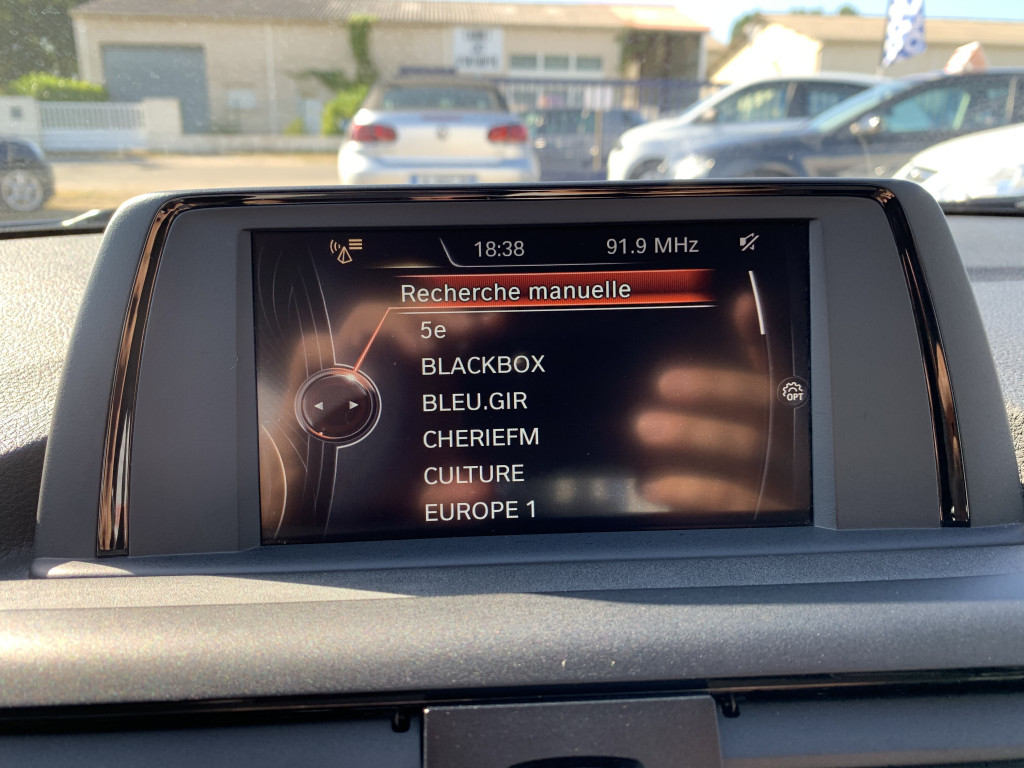 18:38 91.9 MHz
Recherche manuelle
5e
BLACKBOX
BLEU.GIR
CHERIEFM
CULTURE
EUROPE 1
OPT